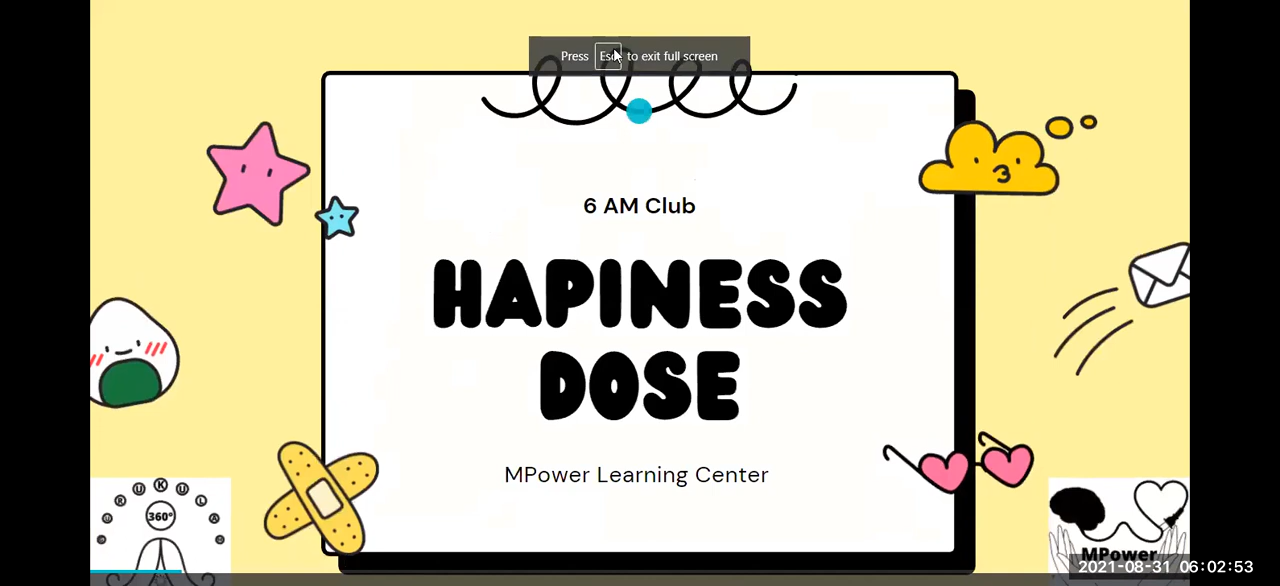 Press Esc to exit full screen
6 AM Club
HAPINESS
DOSE
MPower Learning Center
360°
MPower
2021-08-31 06:02:53